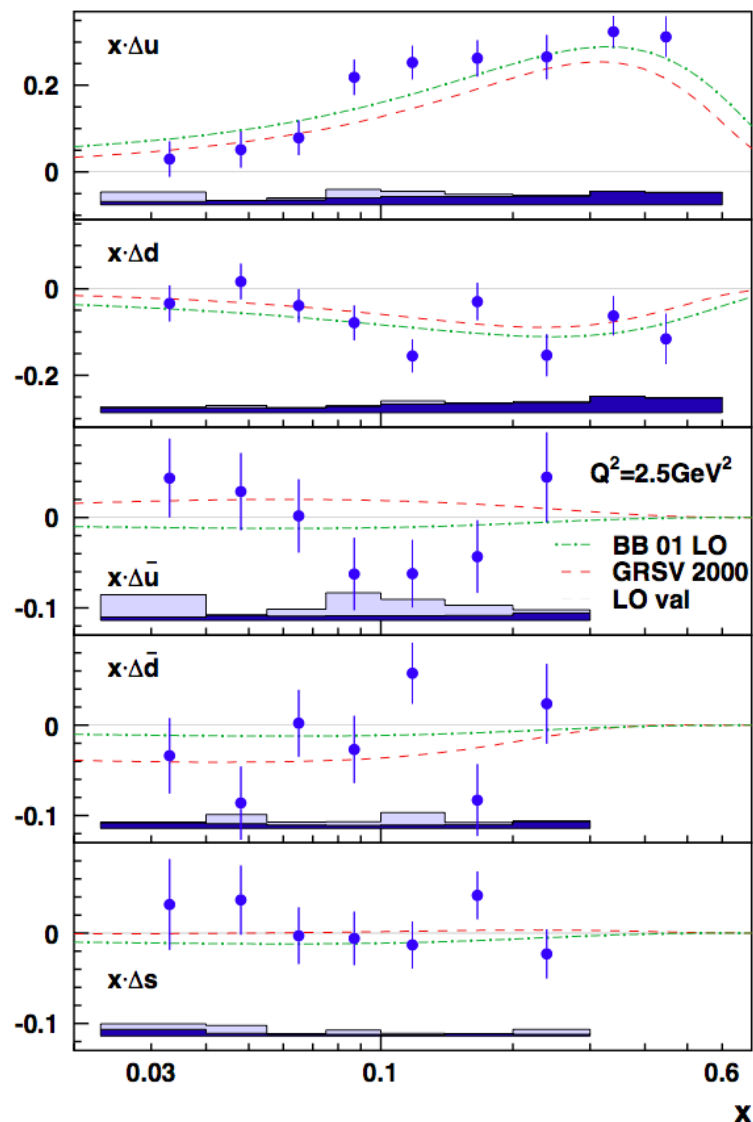 x·Δu
0.2
0
x·Δd
0
-0.2
Q²=2.5GeV²
0
BB 01 LO
GRSV 2000
x·Δū
LO val
-0.1
x·Δd̄
0
-0.1
0
x·Δs
-0.1
0.03 0.1 0.6
x